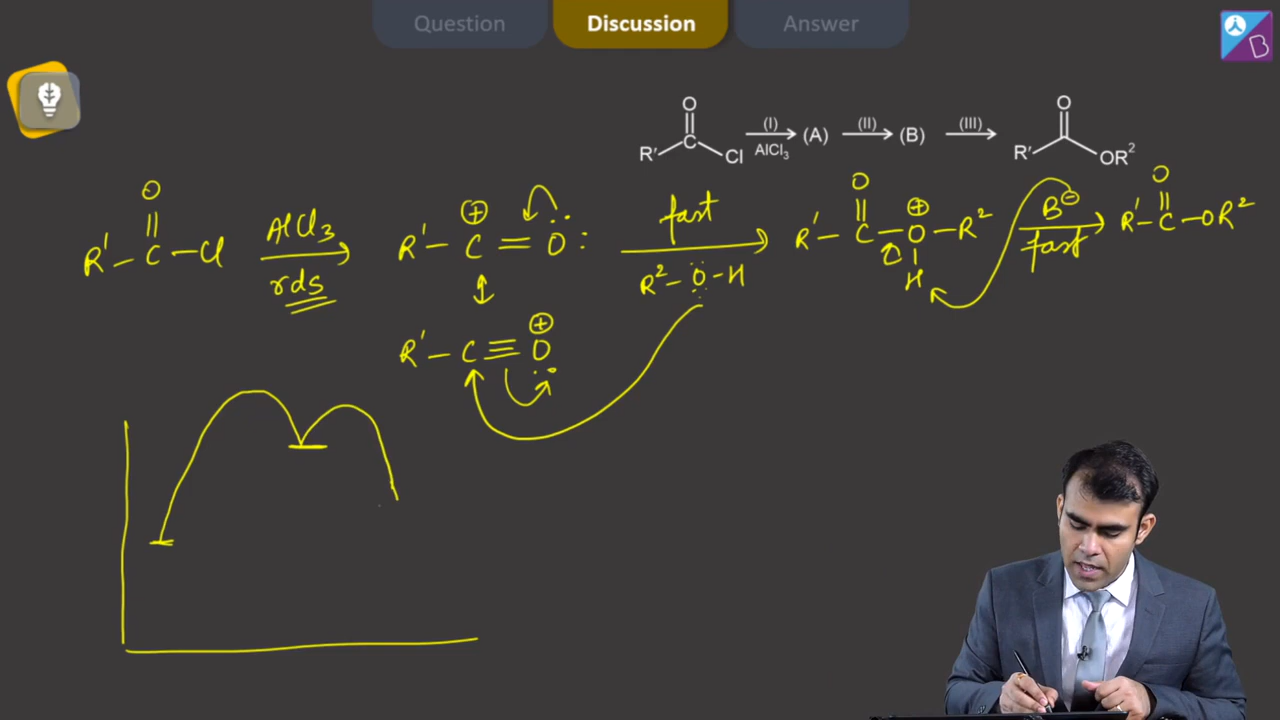 Question Discussion Answer
B
O
R' C Cl (I) AlCl₃ (A) (II) (B) (III) O R' OR²
O
R' – C – Cl AlCl₃ rds R' – C = O : ⊕ fast R² – O – H O R' – C – O – R² ⊕ H B⊖ fast O R' – C – OR²
R' – C ≡ O ⊕